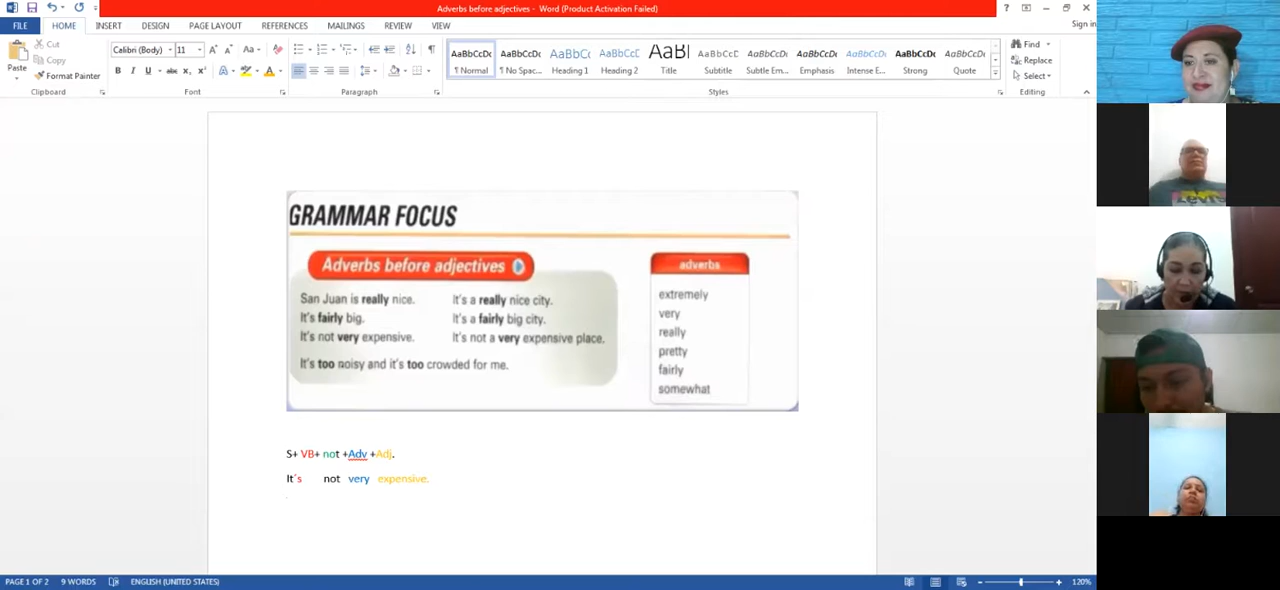 Adverbs before adjectives - Word (Product Activation Failed)
FILE HOME INSERT DESIGN PAGE LAYOUT REFERENCES MAILINGS REVIEW VIEW
Sign in
Paste
Cut
Copy
Format Painter
Clipboard
Calibri (Body) 11
Font
Paragraph
AaBbCcDc AaBbCcDc AaBbCc AaBbCcC AaBl AaBbCcD AaBbCcDc AaBbCcDc AaBbCcDc AaBbCcDc AaBbCcDc
¶ Normal ¶ No Spac... Heading 1 Heading 2 Title Subtitle Subtle Em... Emphasis Intense E... Strong Quote
Styles
Find
Replace
Select
Editing
GRAMMAR FOCUS
Adverbs before adjectives
San Juan is really nice. It's a really nice city.
It's fairly big. It's a fairly big city.
It's not very expensive. It's not a very expensive place.
It's too noisy and it's too crowded for me.
adverbs
extremely
very
really
pretty
fairly
somewhat
S+ VB+ not +Adv +Adj.
It´s not very expensive.
PAGE 1 OF 2 9 WORDS ENGLISH (UNITED STATES) 120%